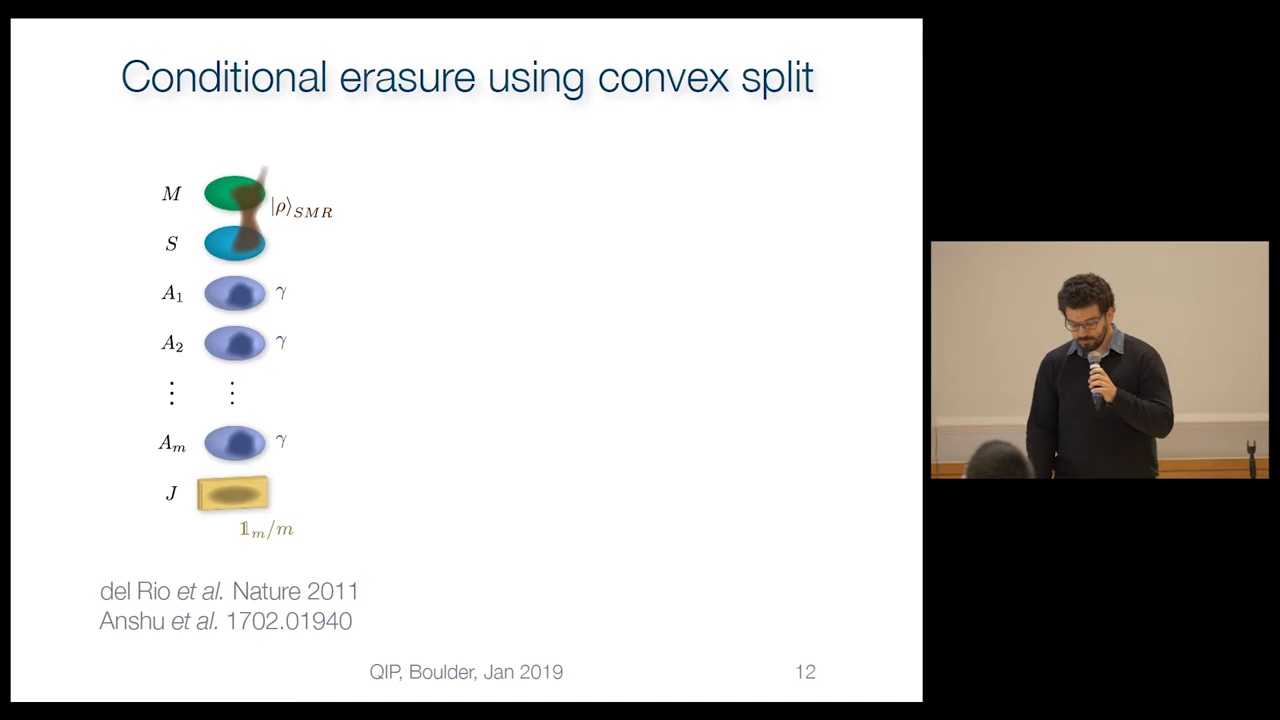 Conditional erasure using convex split
M
|ρ⟩SMR
S
A1 γ
A2 γ
⋮ ⋮
Am γ
J
𝟙m/m
del Rio et al. Nature 2011
Anshu et al. 1702.01940
QIP, Boulder, Jan 2019 12